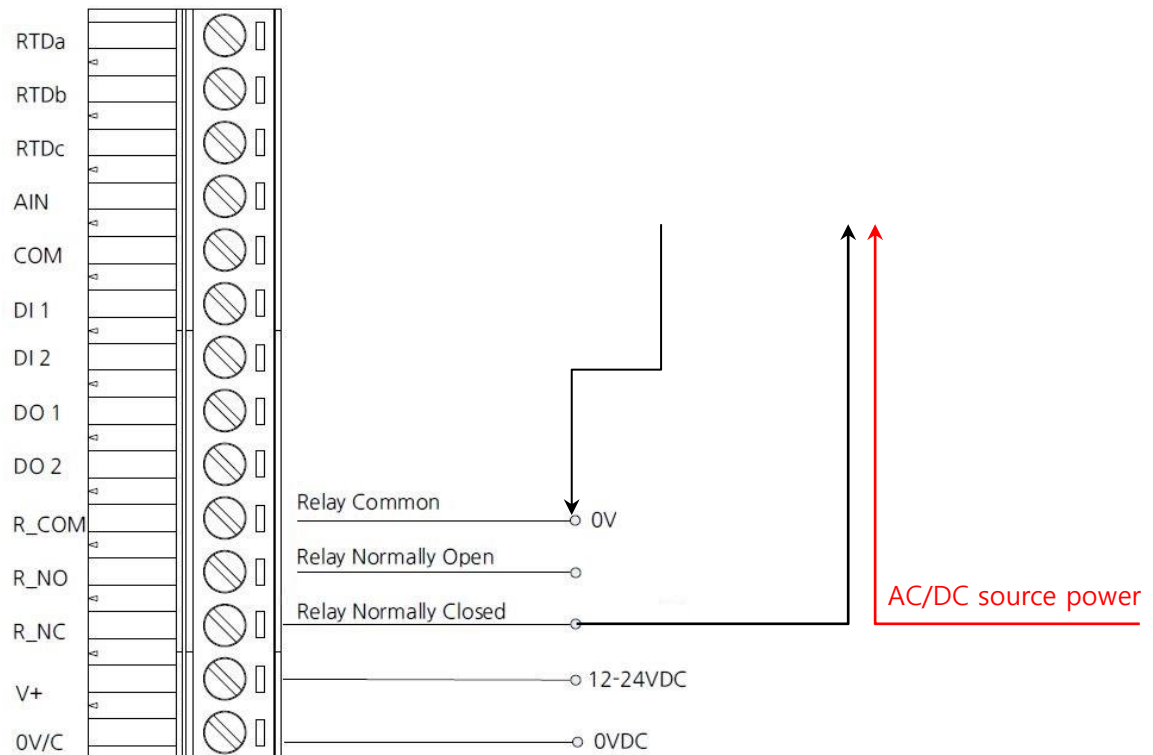 RTDa
RTDb
RTDc
AIN
COM
DI 1
DI 2
DO 1
DO 2
R_COM
Relay Common
0V
R_NO
Relay Normally Open
R_NC
Relay Normally Closed
AC/DC source power
V+
12-24VDC
0V/C
0VDC